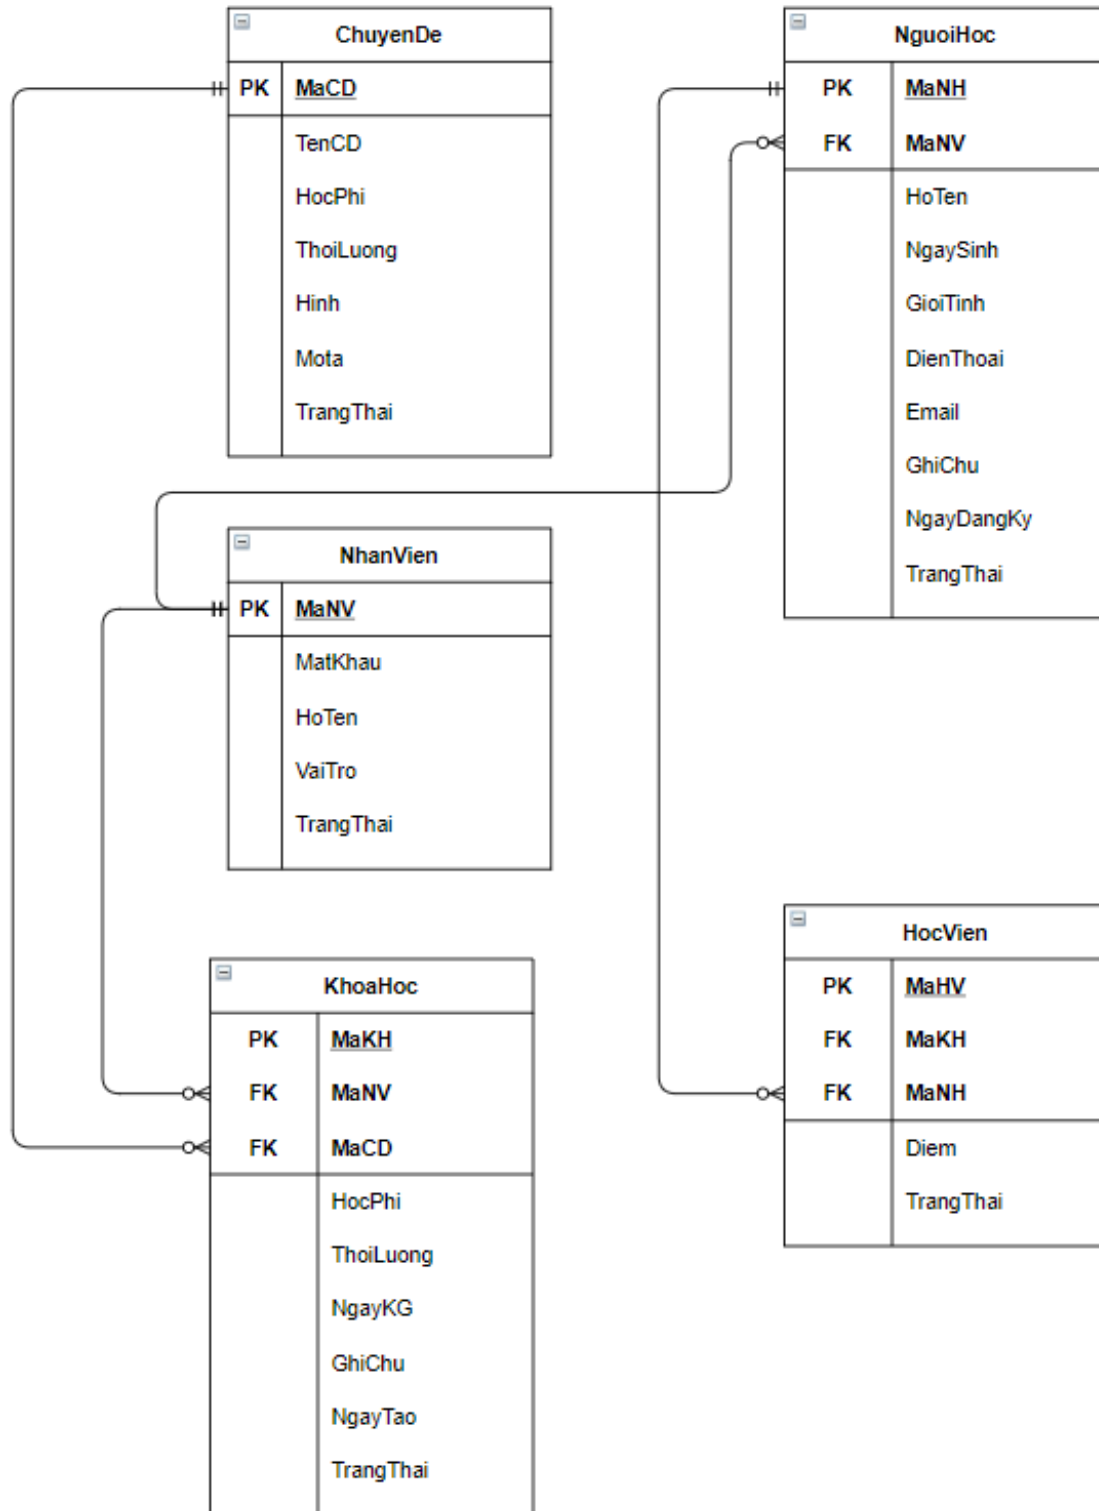 ChuyenDe
PK MaCD
TenCD
HocPhi
ThoiLuong
Hinh
Mota
TrangThai
NguoiHoc
PK MaNH
FK MaNV
HoTen
NgaySinh
GioiTinh
DienThoai
Email
GhiChu
NgayDangKy
TrangThai
NhanVien
PK MaNV
MatKhau
HoTen
VaiTro
TrangThai
HocVien
PK MaHV
FK MaKH
FK MaNH
Diem
TrangThai
KhoaHoc
PK MaKH
FK MaNV
FK MaCD
HocPhi
ThoiLuong
NgayKG
GhiChu
NgayTao
TrangThai